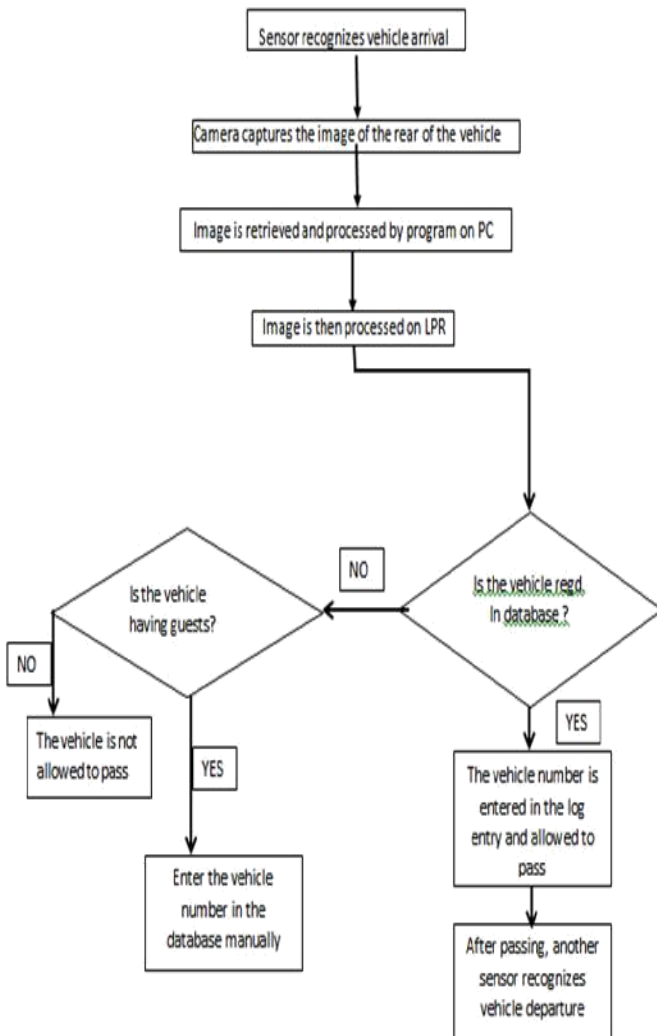 Sensor recognizes vehicle arrival
Camera captures the image of the rear of the vehicle
Image is retrieved and processed by program on PC
Image is then processed on LPR
Is the vehicle regd.
In database ?
NO
Is the vehicle
having guests?
NO
The vehicle is not
allowed to pass
YES
Enter the vehicle
number in the
database manually
YES
The vehicle number is
entered in the log
entry and allowed to
pass
After passing, another
sensor recognizes
vehicle departure